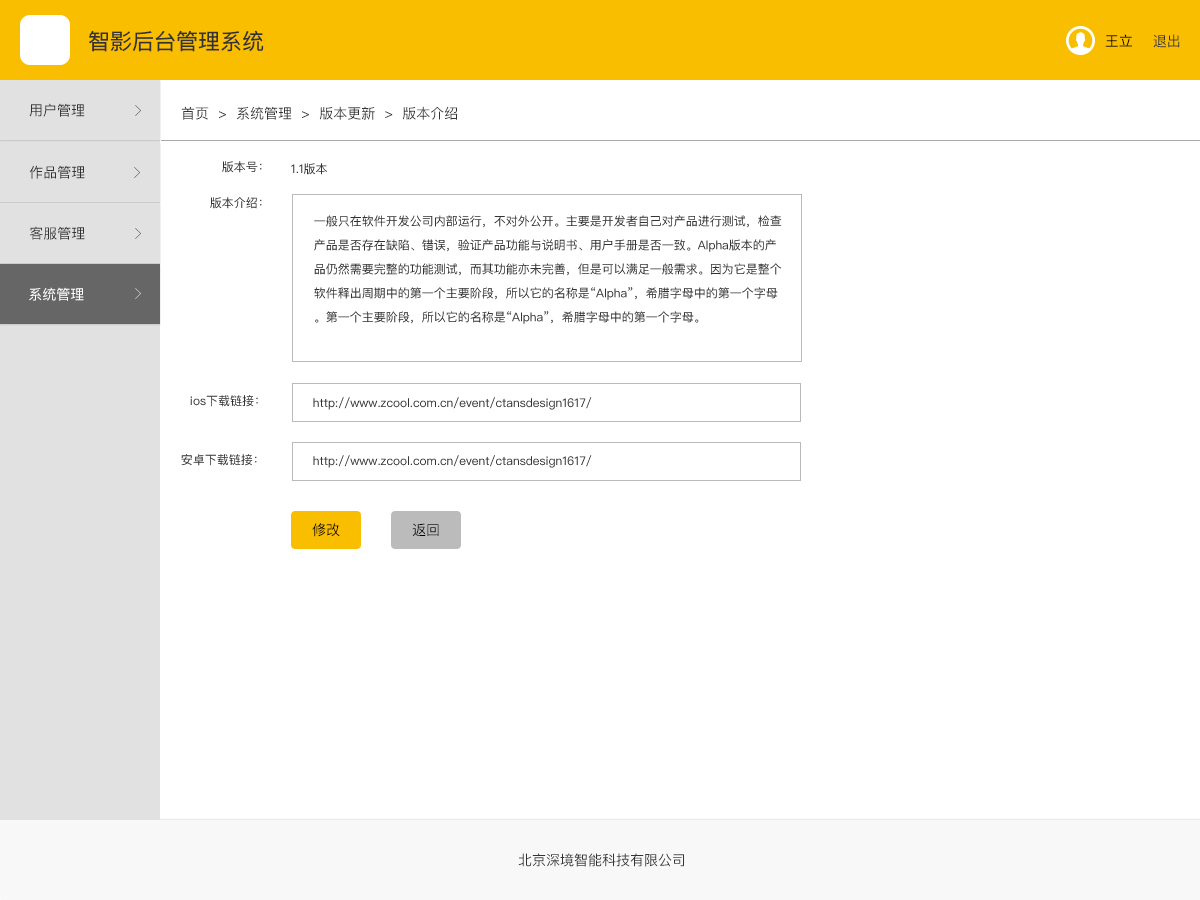 智影后台管理系统
王立
退出
用户管理
作品管理
客服管理
系统管理
首页 > 系统管理 > 版本更新 > 版本介绍
版本号：
1.1版本
版本介绍：
一般只在软件开发公司内部运行，不对外公开。主要是开发者自己对产品进行测试，检查
产品是否存在缺陷、错误，验证产品功能与说明书、用户手册是否一致。Alpha版本的产
品仍然需要完整的功能测试，而其功能亦未完善，但是可以满足一般需求。因为它是整个
软件释出周期中的第一个主要阶段，所以它的名称是“Alpha”，希腊字母中的第一个字母
。第一个主要阶段，所以它的名称是“Alpha”，希腊字母中的第一个字母。
ios下载链接：
http://www.zcool.com.cn/event/ctansdesign1617/
安卓下载链接：
http://www.zcool.com.cn/event/ctansdesign1617/
修改
返回
北京深境智能科技有限公司